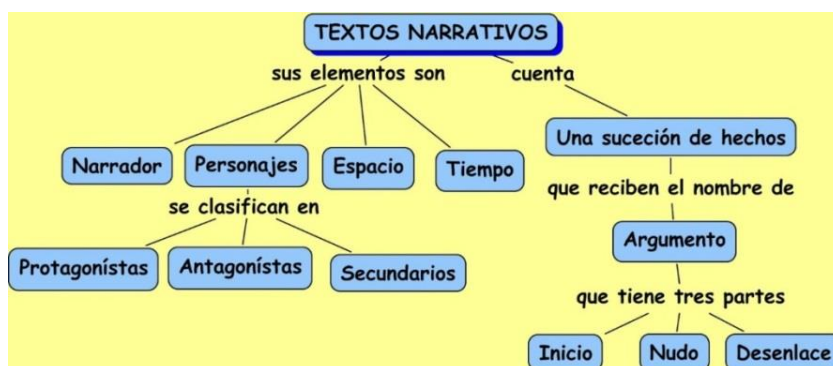 TEXTOS NARRATIVOS
sus elementos son
cuenta
Narrador
Personajes
Espacio
Tiempo
Una suceción de hechos
se clasifican en
que reciben el nombre de
Protagonístas
Antagonístas
Secundarios
Argumento
que tiene tres partes
Inicio
Nudo
Desenlace